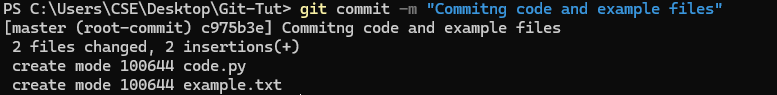 PS C:\Users\CSE\Desktop\Git-Tut> git commit -m "Commitng code and example files"
[master (root-commit) c975b3e] Commitng code and example files
 2 files changed, 2 insertions(+)
 create mode 100644 code.py
 create mode 100644 example.txt